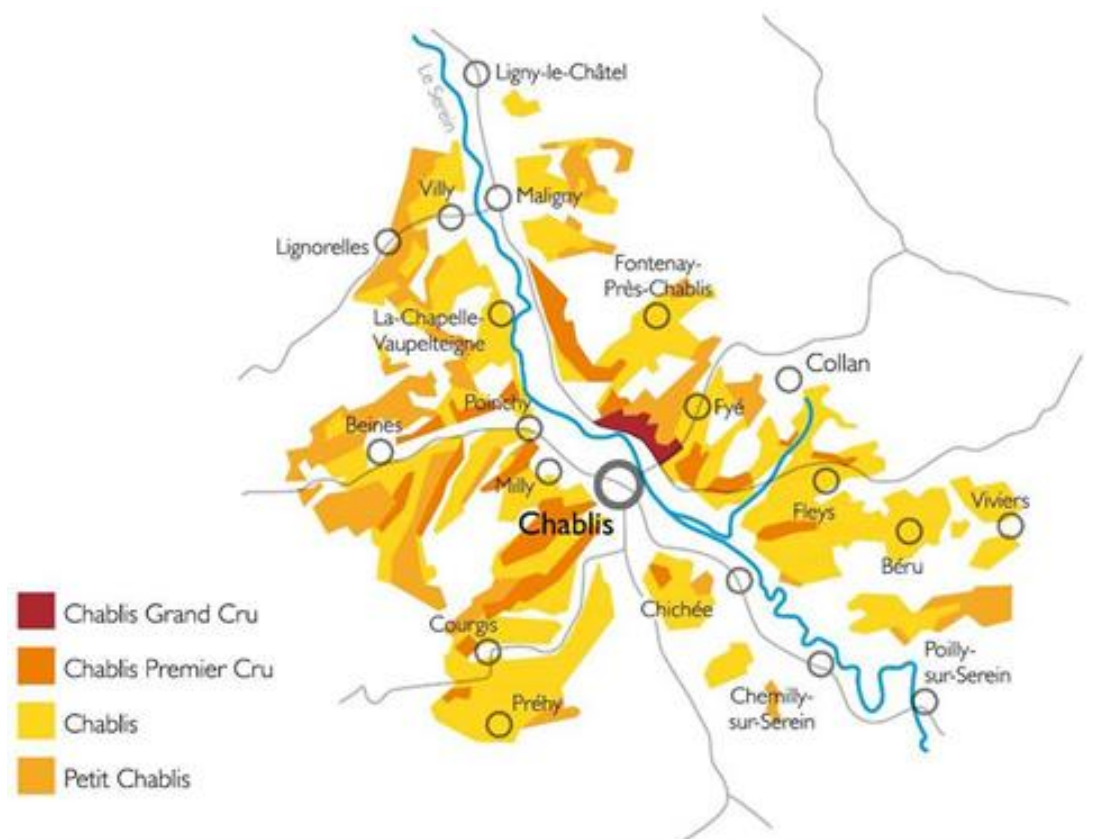 Ligny-le-Châtel
Le Serein
Villy
Maligny
Lignorelles
Fontenay-
Près-Chablis
La-Chapelle-
Vaupelteigne
Collan
Poinchy
Fyé
Beines
Milly
Fleys
Viviers
Chablis
Béru
Chichée
Courgis
Poilly-
sur-Serein
Chemilly-
sur-Serein
Préhy
Chablis Grand Cru
Chablis Premier Cru
Chablis
Petit Chablis